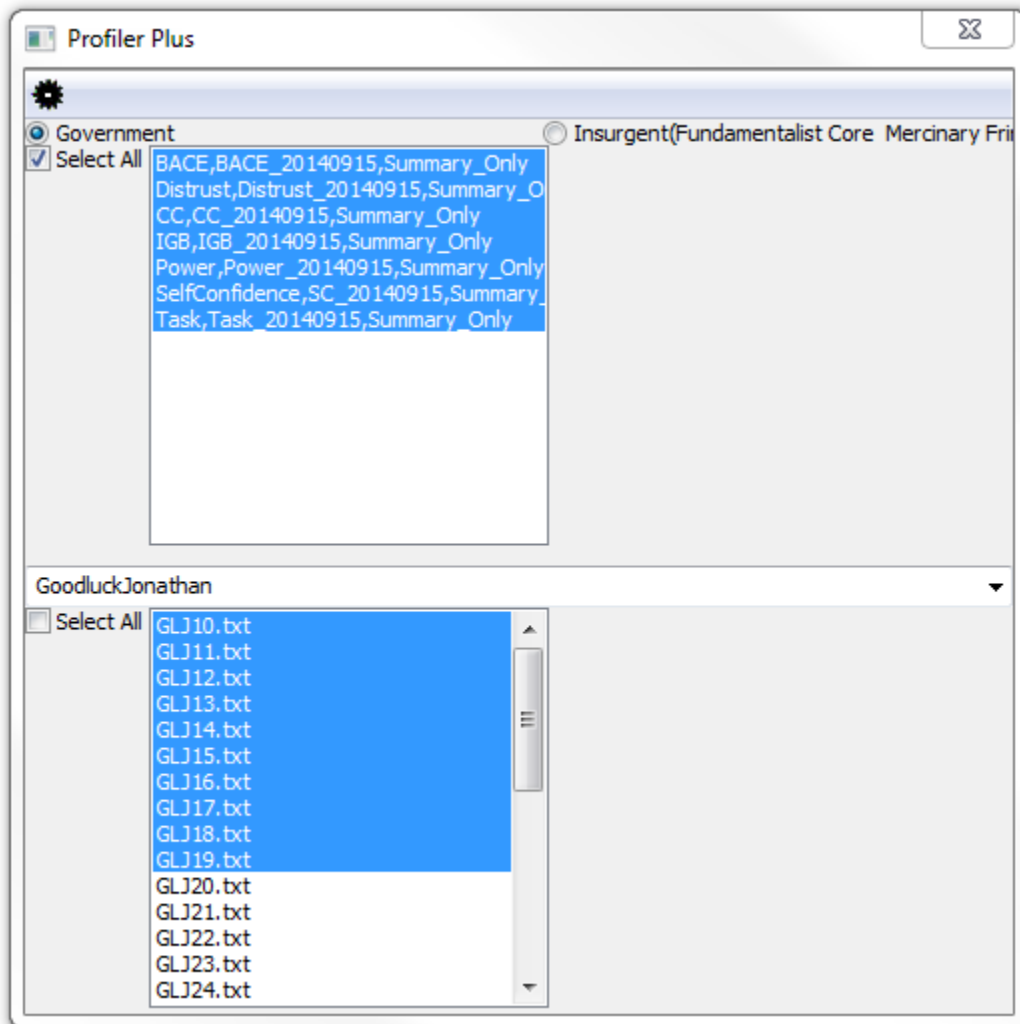 Profiler Plus
Government
Insurgent(Fundamentalist Core Mercinary Fri
Select All
BACE,BACE_20140915,Summary_Only
Distrust,Distrust_20140915,Summary_O
CC,CC_20140915,Summary_Only
IGB,IGB_20140915,Summary_Only
Power,Power_20140915,Summary_Only
SelfConfidence,SC_20140915,Summary_
Task,Task_20140915,Summary_Only
GoodluckJonathan
Select All
GLJ10.txt
GLJ11.txt
GLJ12.txt
GLJ13.txt
GLJ14.txt
GLJ15.txt
GLJ16.txt
GLJ17.txt
GLJ18.txt
GLJ19.txt
GLJ20.txt
GLJ21.txt
GLJ22.txt
GLJ23.txt
GLJ24.txt